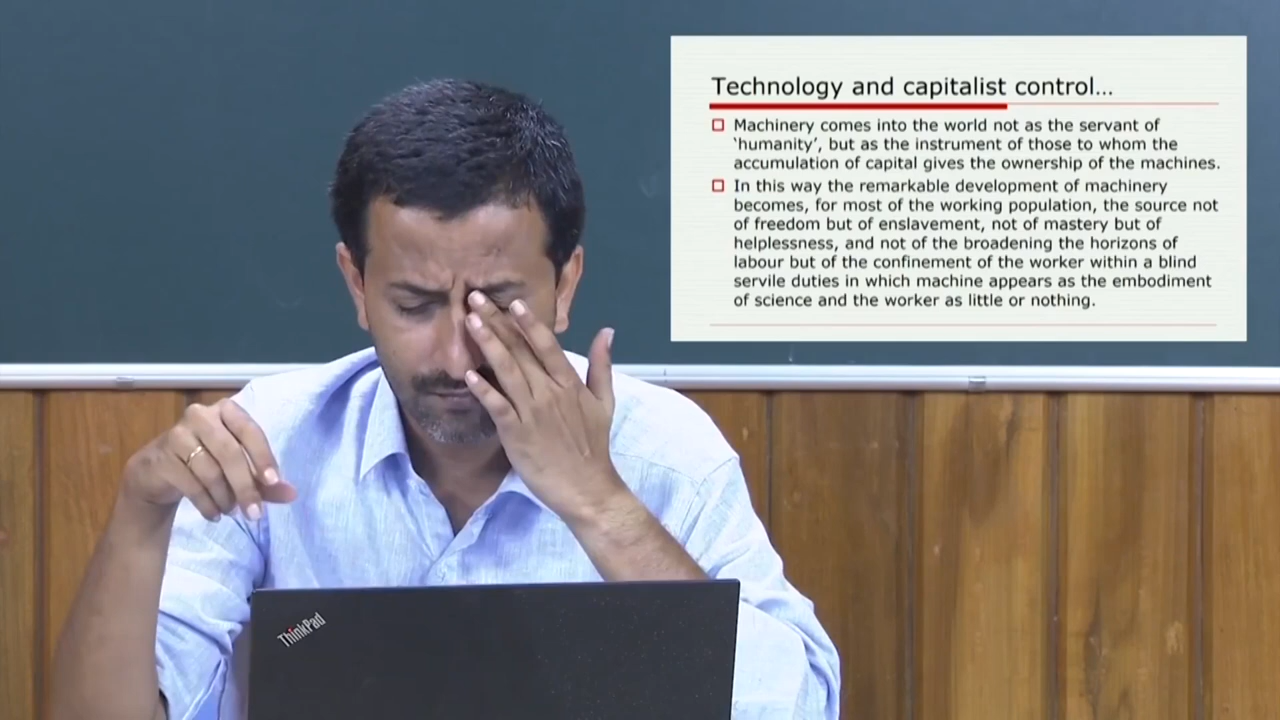 Technology and capitalist control…
Machinery comes into the world not as the servant of
‘humanity’, but as the instrument of those to whom the
accumulation of capital gives the ownership of the machines.
In this way the remarkable development of machinery
becomes, for most of the working population, the source not
of freedom but of enslavement, not of mastery but of
helplessness, and not of the broadening the horizons of
labour but of the confinement of the worker within a blind
servile duties in which machine appears as the embodiment
of science and the worker as little or nothing.
ThinkPad